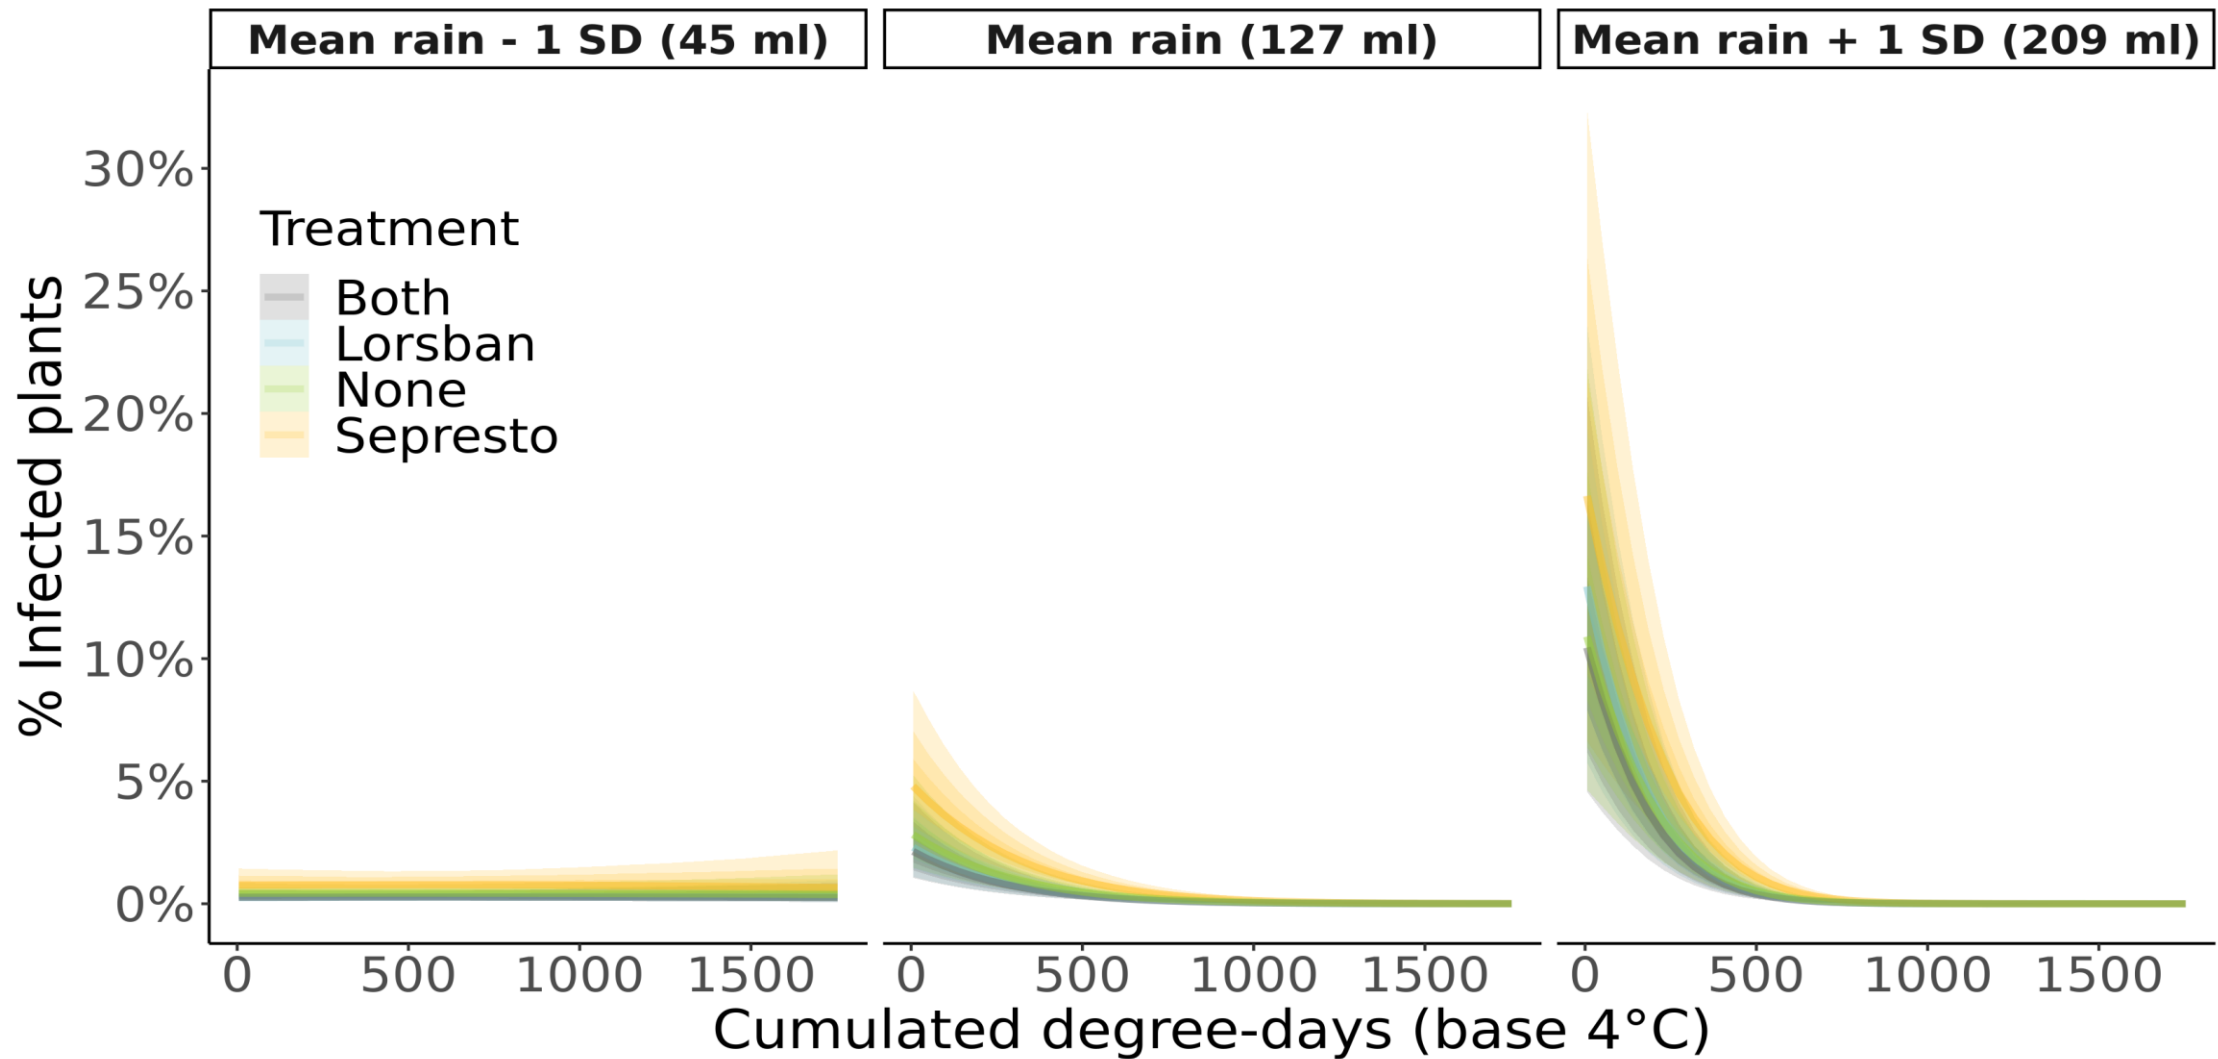 Mean rain - 1 SD (45 ml) Mean rain (127 ml) Mean rain + 1 SD (209 ml)
% Infected plants
30%
25%
20%
15%
10%
5%
0%
Treatment
Both
Lorsban
None
Sepresto
0 500 1000 1500 0 500 1000 1500 0 500 1000 1500
Cumulated degree-days (base 4°C)